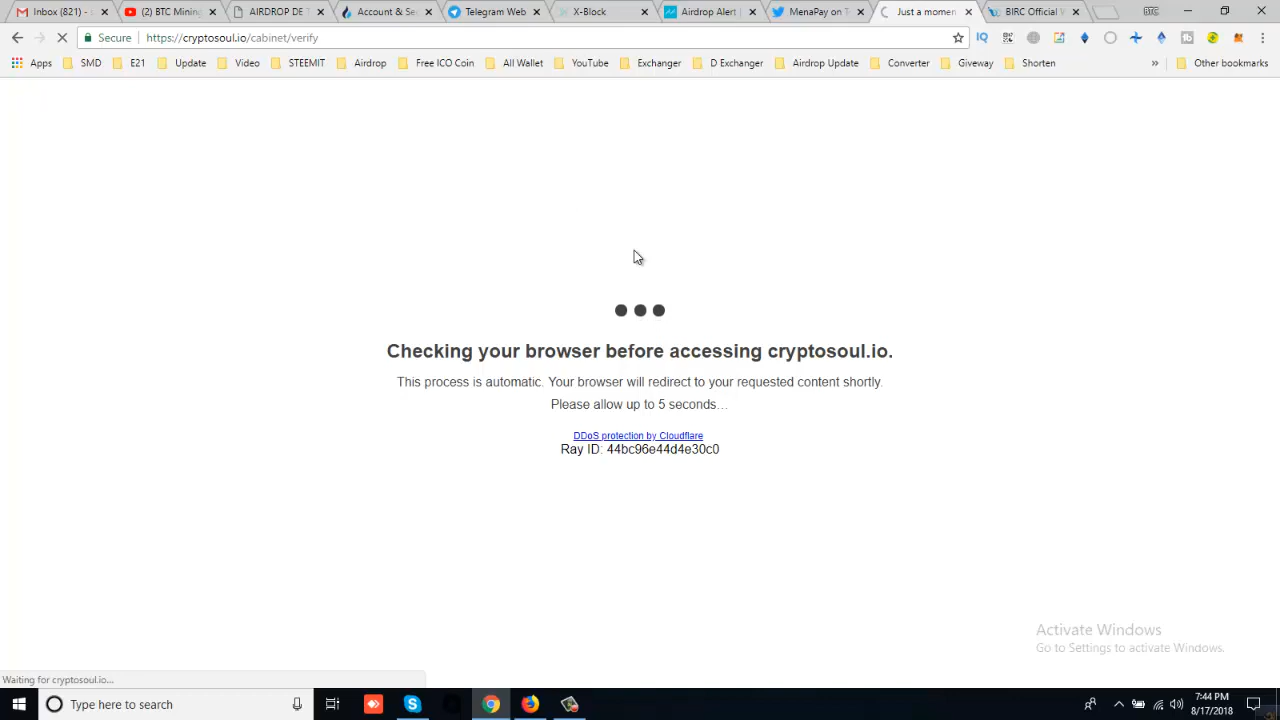 Inbox (821) -
(2) BTC Mining
AIRDROP DE T
Account & Sec
Telegram Web
X-Block
Airdrop Alert |
MenaPay on T
Just a momen
BIRC Official W
BTC
Secure
https://cryptosoul.io/cabinet/verify
Apps
SMD
E21
Update
Video
STEEMIT
Airdrop
Free ICO Coin
All Wallet
YouTube
Exchanger
D Exchanger
Airdrop Update
Converter
Giveway
Shorten
»
Other bookmarks
Checking your browser before accessing cryptosoul.io.
This process is automatic. Your browser will redirect to your requested content shortly.
Please allow up to 5 seconds…
DDoS protection by Cloudflare
Ray ID: 44bc96e44d4e30c0
Activate Windows
Go to Settings to activate Windows.
Waiting for cryptosoul.io...
Type here to search
7:44 PM
8/17/2018